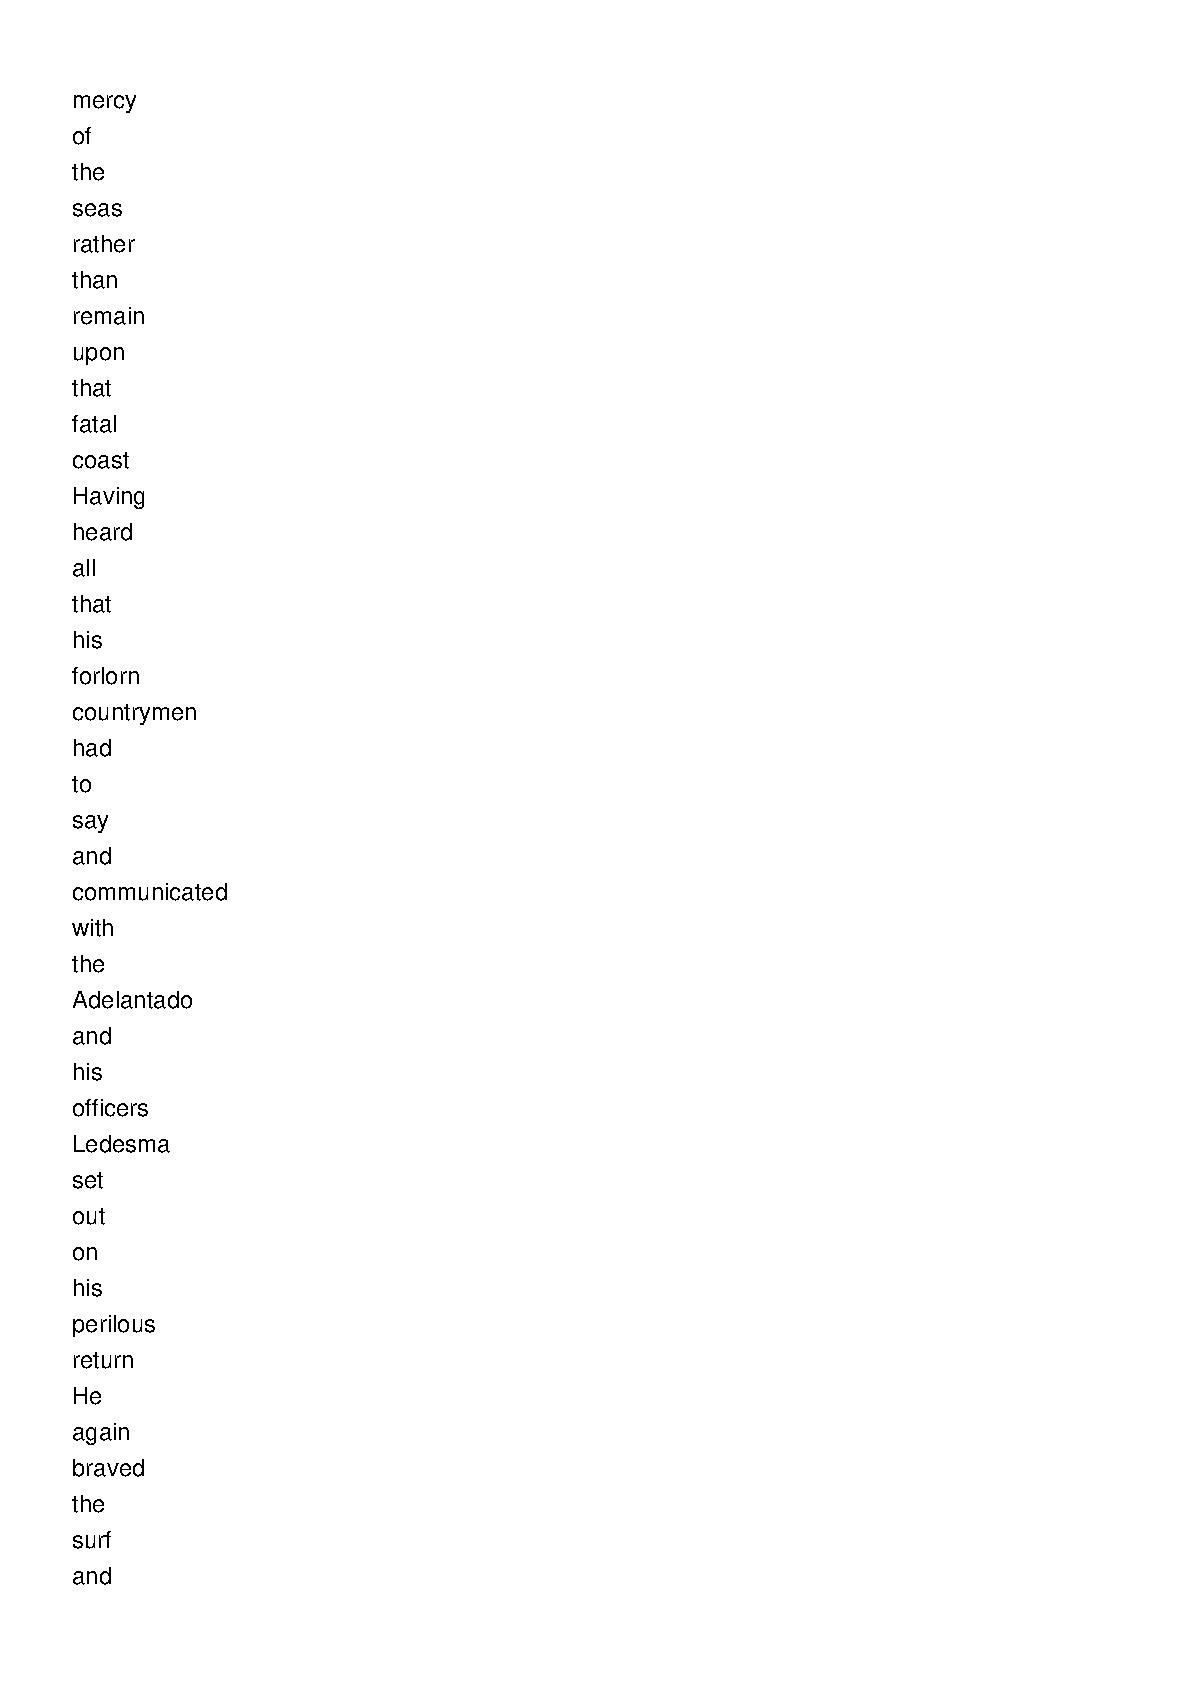 mercy
of
the
seas
rather
than
remain
upon
that
fatal
coast
Having
heard
all
that
his
forlorn
countrymen
had
to
say
and
communicated
with
the
Adelantado
and
his
officers
Ledesma
set
out
on
his
perilous
return
He
again
braved
the
surf
and